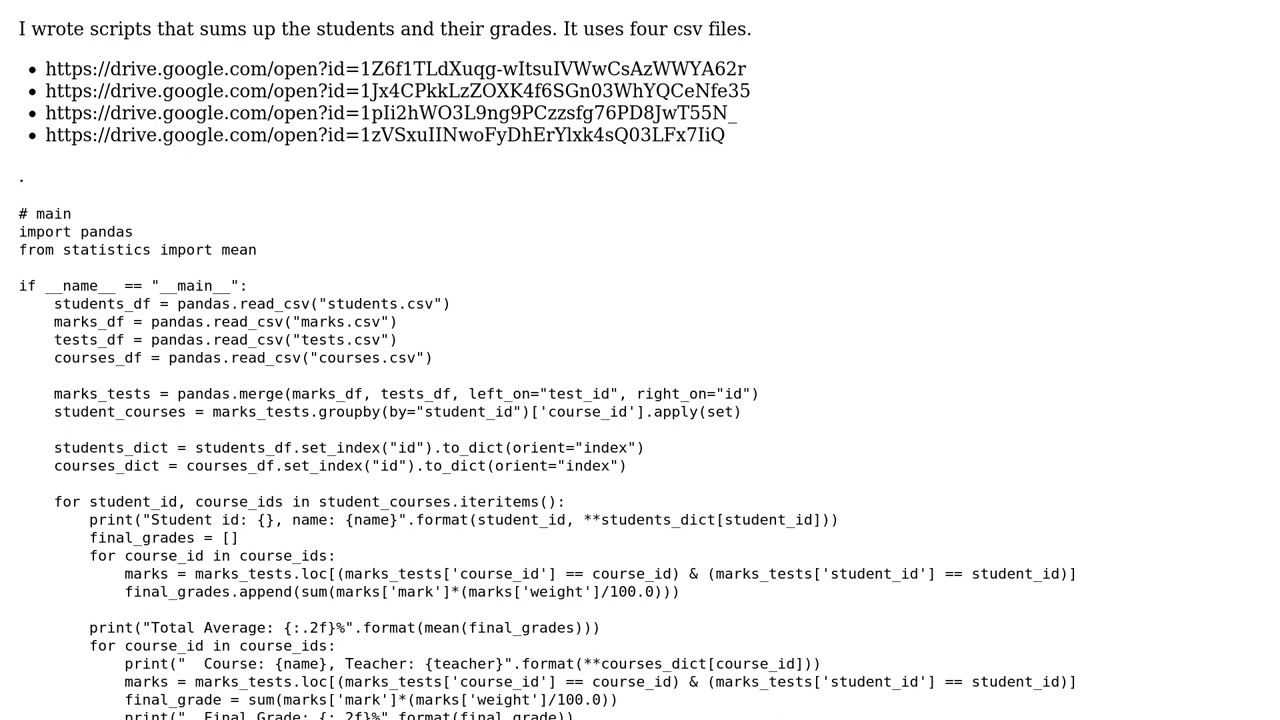 I wrote scripts that sums up the students and their grades. It uses four csv files.
• https://drive.google.com/open?id=1Z6f1TLdXuqg-wItsuIVWwCsAzWWYA62r
• https://drive.google.com/open?id=1Jx4CPkkLzZOXK4f6SGn03WhYQCeNfe35
• https://drive.google.com/open?id=1pIi2hWO3L9ng9PCzzsfg76PD8JwT55N_
• https://drive.google.com/open?id=1zVSxuIINwoFyDhErYlxk4sQ03LFx7IiQ
.
# main
import pandas
from statistics import mean

if __name__ == "__main__":
    students_df = pandas.read_csv("students.csv")
    marks_df = pandas.read_csv("marks.csv")
    tests_df = pandas.read_csv("tests.csv")
    courses_df = pandas.read_csv("courses.csv")

    marks_tests = pandas.merge(marks_df, tests_df, left_on="test_id", right_on="id")
    student_courses = marks_tests.groupby(by="student_id")['course_id'].apply(set)

    students_dict = students_df.set_index("id").to_dict(orient="index")
    courses_dict = courses_df.set_index("id").to_dict(orient="index")

    for student_id, course_ids in student_courses.iteritems():
        print("Student id: {}, name: {name}".format(student_id, **students_dict[student_id]))
        final_grades = []
        for course_id in course_ids:
            marks = marks_tests.loc[(marks_tests['course_id'] == course_id) & (marks_tests['student_id'] == student_id)]
            final_grades.append(sum(marks['mark']*(marks['weight']/100.0)))

        print("Total Average: {:.2f}%".format(mean(final_grades)))
        for course_id in course_ids:
            print("  Course: {name}, Teacher: {teacher}".format(**courses_dict[course_id]))
            marks = marks_tests.loc[(marks_tests['course_id'] == course_id) & (marks_tests['student_id'] == student_id)]
            final_grade = sum(marks['mark']*(marks['weight']/100.0))
            print("  Final Grade: {:.2f}%".format(final_grade))